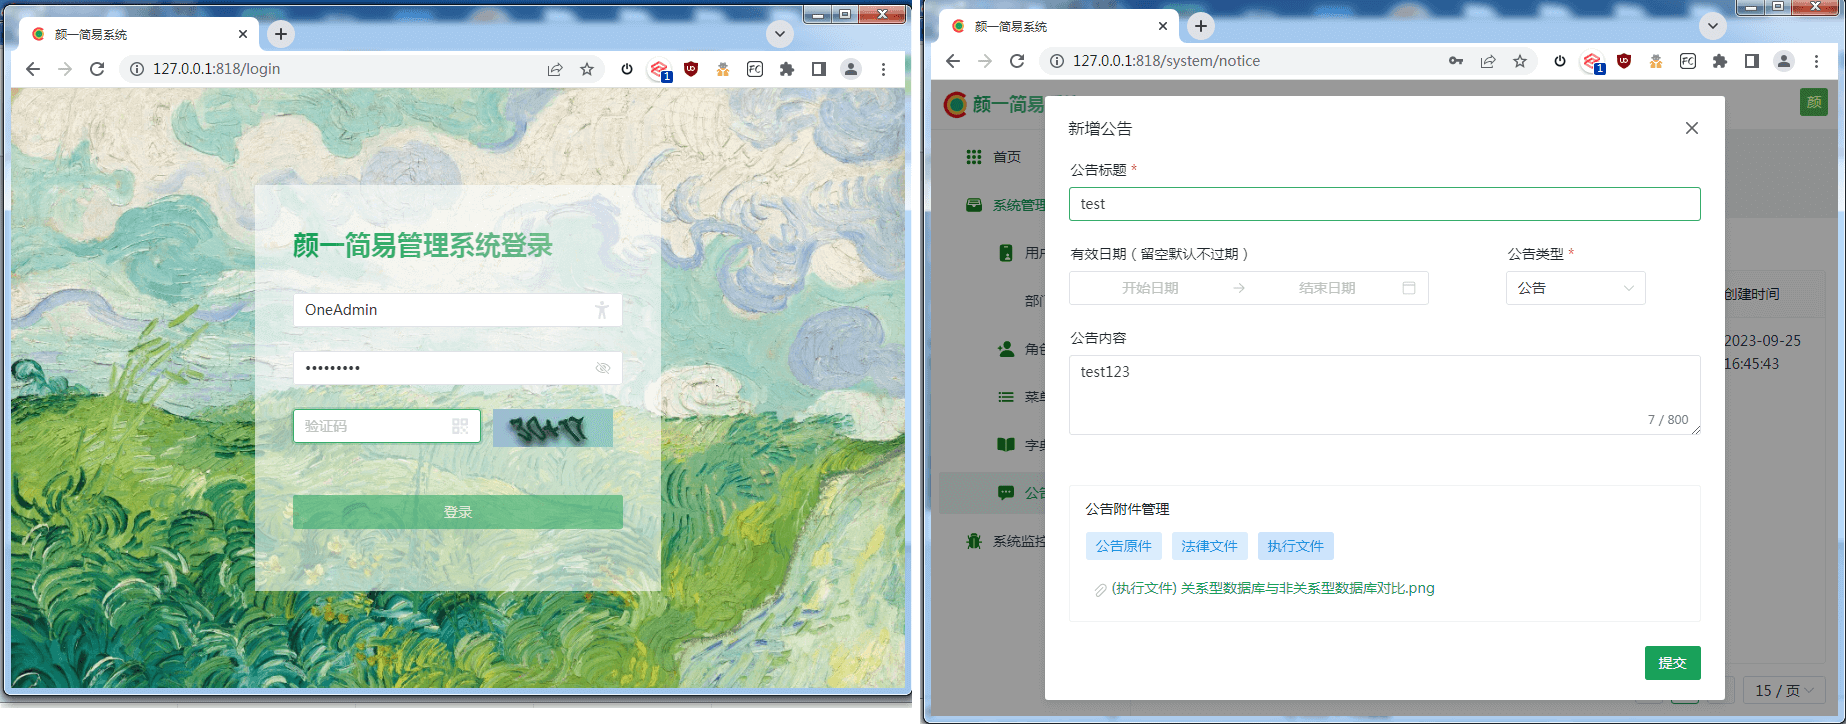 颜一简易系统
127.0.0.1:818/login
1
UO
FC
颜一简易管理系统登录
OneAdmin
•••••••••
验证码
30+17
登录
颜一简易系统
127.0.0.1:818/system/notice
1
UO
FC
颜一简易
颜
首页
系统管理
用户
部门
角色
菜单
字典
公告
系统监控
新增公告
公告标题 *
test
有效日期（留空默认不过期）
公告类型 *
开始日期
结束日期
公告
公告内容
test123
7 / 800
公告附件管理
公告原件
法律文件
执行文件
(执行文件) 关系型数据库与非关系型数据库对比.png
提交
创建时间
2023-09-25
16:45:43
15 / 页